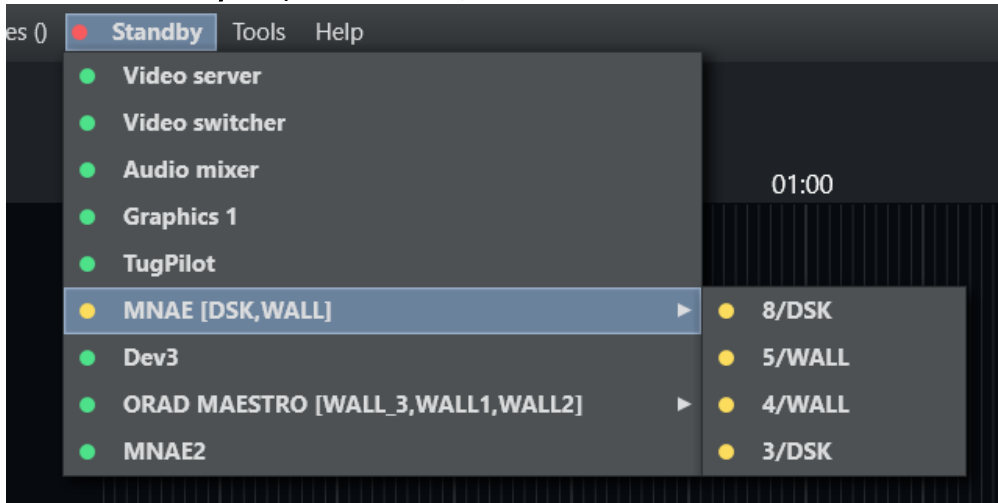 es () Standby Tools Help
Video server
Video switcher
Audio mixer
01:00
Graphics 1
TugPilot
MNAE [DSK,WALL]
8/DSK
Dev3
5/WALL
ORAD MAESTRO [WALL_3,WALL1,WALL2]
4/WALL
MNAE2
3/DSK